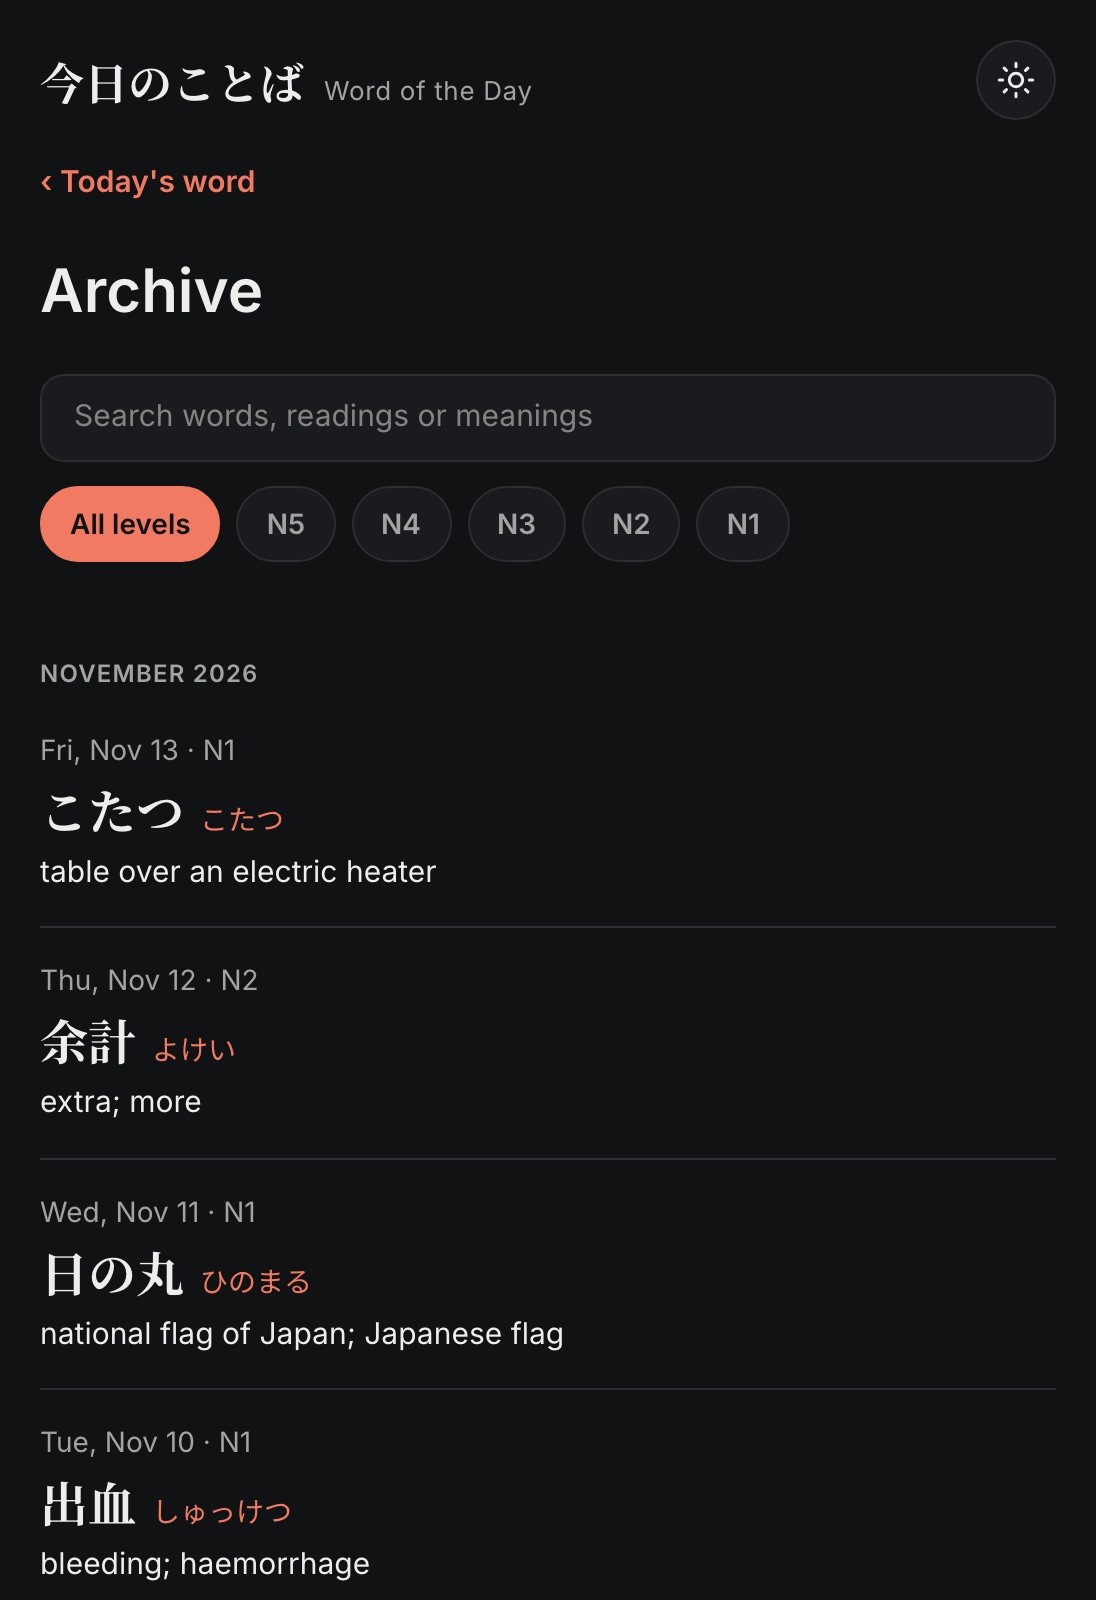 今日のことば Word of the Day
‹ Today's word
Archive
Search words, readings or meanings
All levels N5 N4 N3 N2 N1
NOVEMBER 2026
Fri, Nov 13 · N1
こたつ こたつ
table over an electric heater
Thu, Nov 12 · N2
余計 よけい
extra; more
Wed, Nov 11 · N1
日の丸 ひのまる
national flag of Japan; Japanese flag
Tue, Nov 10 · N1
出血 しゅっけつ
bleeding; haemorrhage